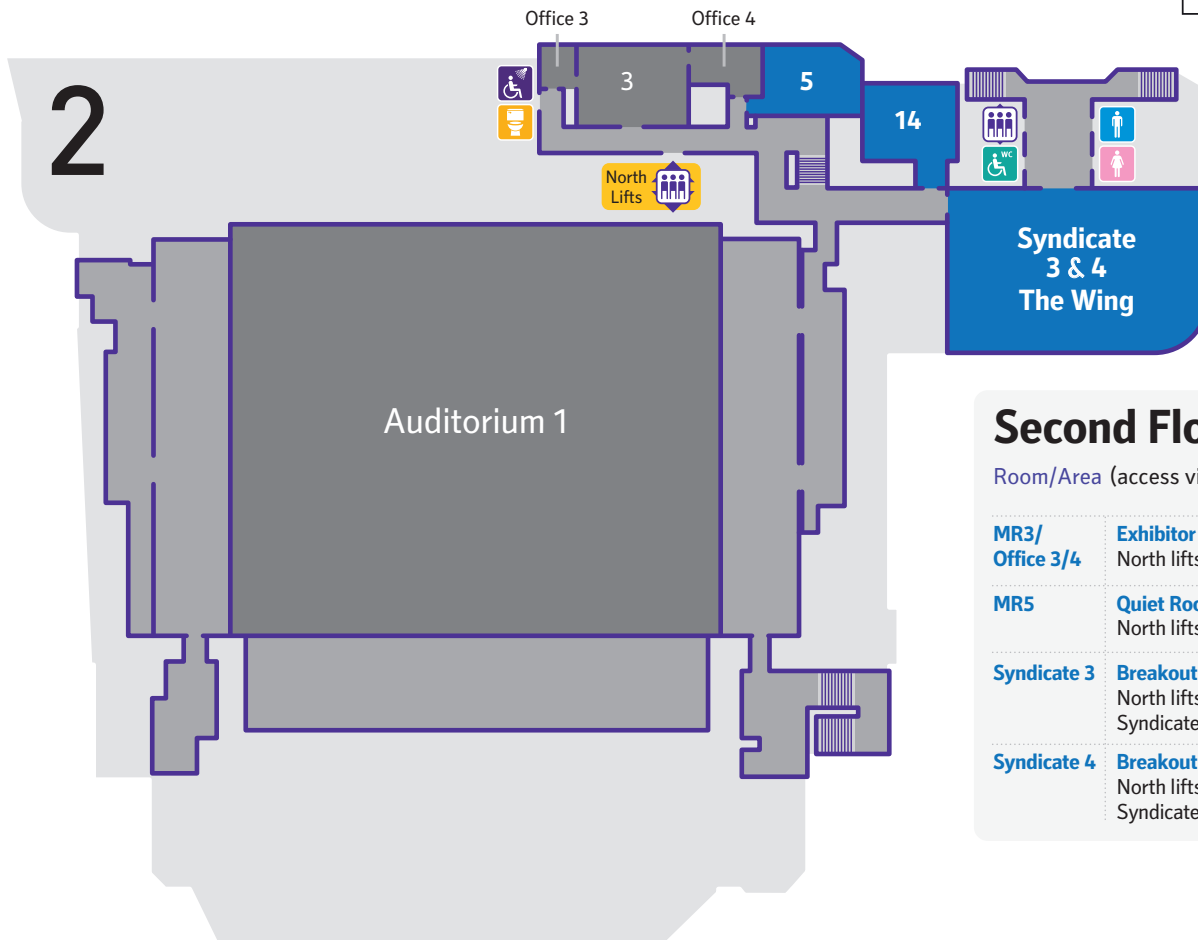 Office 3
Office 4
2
3
5
14
WC
North
Lifts
Syndicate
3 & 4
The Wing
Auditorium 1
Second Flo
Room/Area (access vi
MR3/
Office 3/4
Exhibitor
North lifts
MR5
Quiet Roo
North lifts
Syndicate 3
Breakout
North lifts
Syndicate
Syndicate 4
Breakout
North lifts
Syndicate